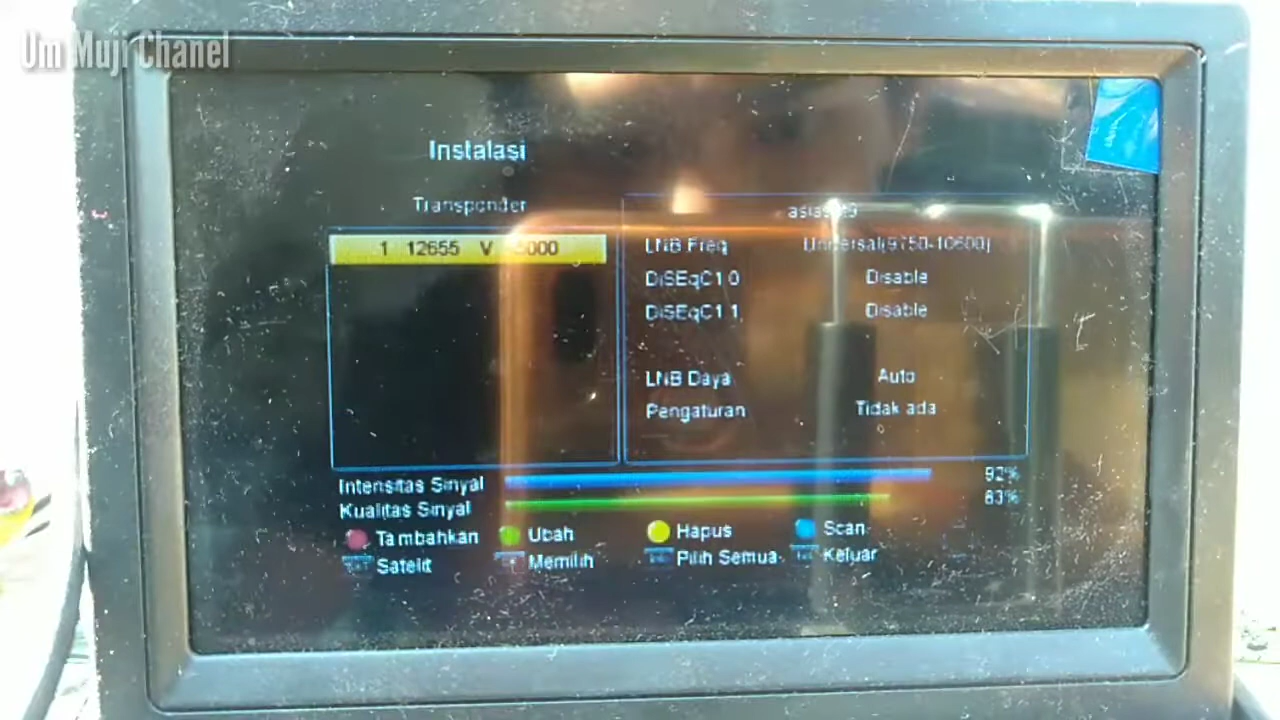 Um Muji Chanel
Instalasi
Transponder
1 12655 V
LNB Freq Universal(9750-10600)
DiSEqC1.0 Disable
DiSEqC1.1 Disable
LNB Daya Auto
Pengaturan Tidak ada
Intensitas Sinyal 92%
Kualitas Sinyal 83%
Tambahkan Ubah Hapus Scan
Satelit Memilih Pilih Semua Keluar